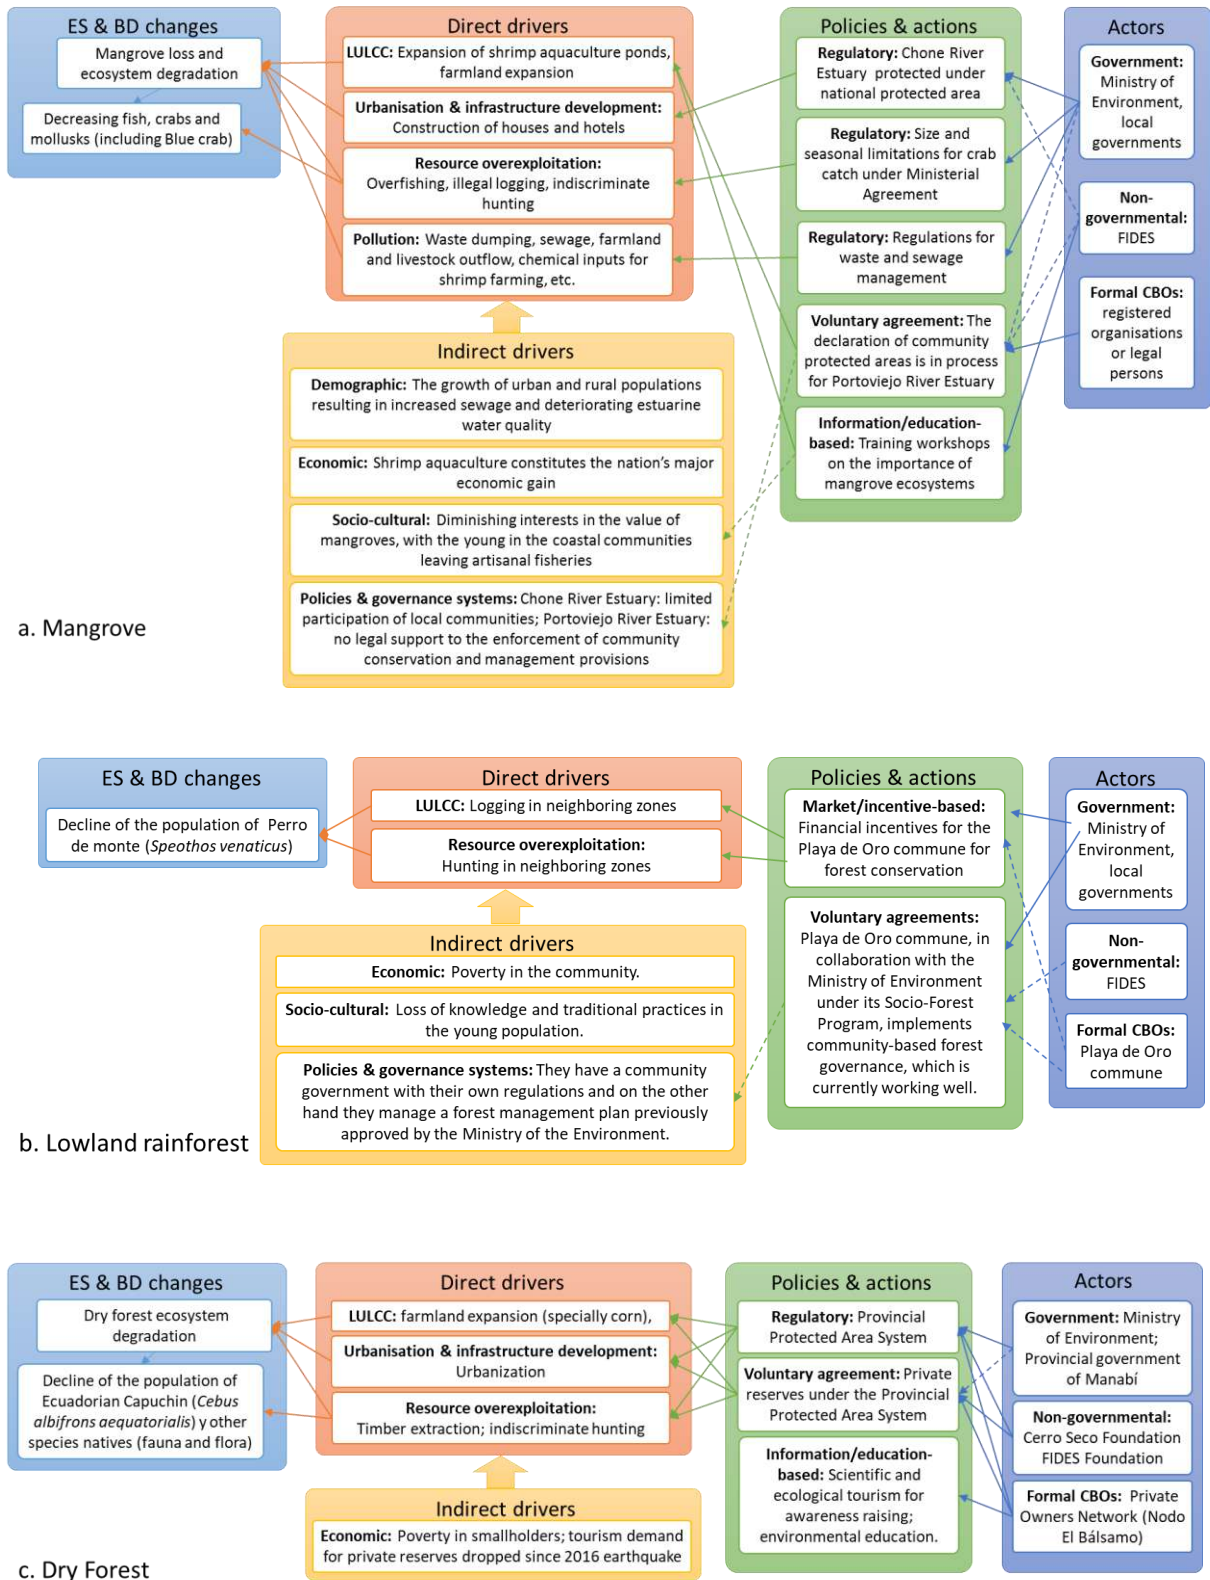 ES & BD changes
Mangrove loss and
ecosystem degradation
Decreasing fish, crabs and
mollusks (including Blue crab)
Direct drivers
LULCC: Expansion of shrimp aquaculture ponds,
farmland expansion
Urbanisation & infrastructure development:
Construction of houses and hotels
Resource overexploitation:
Overfishing, illegal logging, indiscriminate
hunting
Pollution: Waste dumping, sewage, farmland
and livestock outflow, chemical inputs for
shrimp farming, etc.
Indirect drivers
Demographic: The growth of urban and rural populations
resulting in increased sewage and deteriorating estuarine
water quality
Economic: Shrimp aquaculture constitutes the nation's major
economic gain
Socio-cultural: Diminishing interests in the value of
mangroves, with the young in the coastal communities
leaving artisanal fisheries
Policies & governance systems: Chone River Estuary: limited
participation of local communities; Portoviejo River Estuary:
no legal support to the enforcement of community
conservation and management provisions
Policies & actions
Regulatory: Chone River
Estuary protected under
national protected area
Regulatory: Size and
seasonal limitations for crab
catch under Ministerial
Agreement
Regulatory: Regulations for
waste and sewage
management
Voluntary agreement: The
declaration of community
protected areas is in process
for Portoviejo River Estuary
Information/education-
based: Training workshops
on the importance of
mangrove ecosystems
Actors
Government:
Ministry of
Environment,
local
governments
Non-
governmental:
FIDES
Formal CBOs:
registered
organisations
or legal
persons
a. Mangrove
ES & BD changes
Decline of the population of Perro
de monte (Speothos venaticus)
Direct drivers
LULCC: Logging in neighboring zones
Resource overexploitation:
Hunting in neighboring zones
Indirect drivers
Economic: Poverty in the community.
Socio-cultural: Loss of knowledge and traditional practices in
the young population.
Policies & governance systems: They have a community
government with their own regulations and on the other
hand they manage a forest management plan previously
approved by the Ministry of the Environment.
Policies & actions
Market/incentive-based:
Financial incentives for the
Playa de Oro commune for
forest conservation
Voluntary agreements:
Playa de Oro commune, in
collaboration with the
Ministry of Environment
under its Socio-Forest
Program, implements
community-based forest
governance, which is
currently working well.
Actors
Government:
Ministry of
Environment,
local
governments
Non-
governmental:
FIDES
Formal CBOs:
Playa de Oro
commune
b. Lowland rainforest
ES & BD changes
Dry forest ecosystem
degradation
Decline of the population of
Ecuadorian Capuchin (Cebus
albifrons aequatorialis) y other
species natives (fauna and flora)
Direct drivers
LULCC: farmland expansion (specially corn),
Urbanisation & infrastructure development:
Urbanization
Resource overexploitation:
Timber extraction; indiscriminate hunting
Indirect drivers
Economic: Poverty in smallholders; tourism demand
for private reserves dropped since 2016 earthquake
Policies & actions
Regulatory: Provincial
Protected Area System
Voluntary agreement: Private
reserves under the Provincial
Protected Area System
Information/education-
based: Scientific and
ecological tourism for
awareness raising;
environmental education.
Actors
Government: Ministry
of Environment;
Provincial government
of Manabí
Non-governmental:
Cerro Seco Foundation
FIDES Foundation
Formal CBOs: Private
Owners Network (Nodo
El Bálsamo)
c. Dry Forest